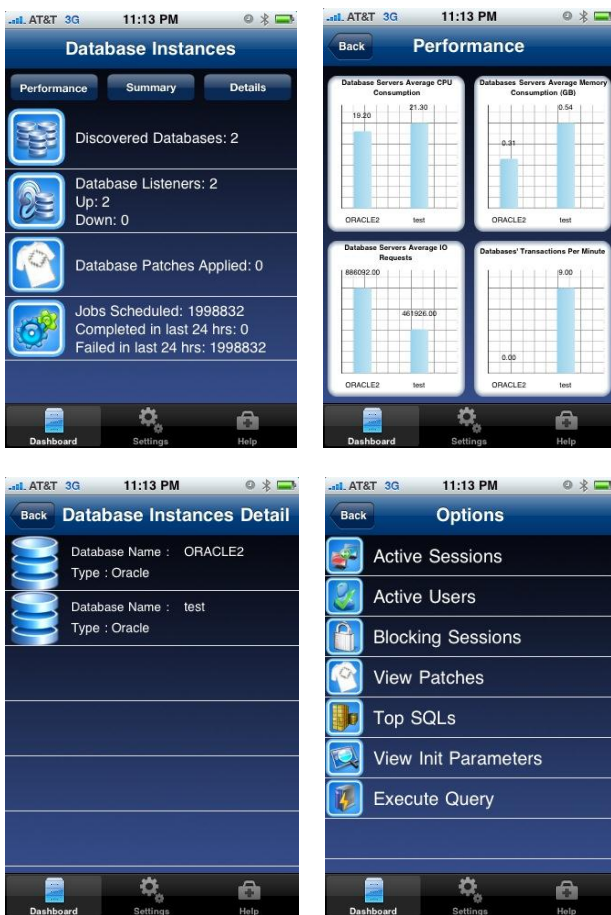 AT&T 3G 11:13 PM
Database Instances
Performance Summary Details
Discovered Databases: 2
Database Listeners: 2
Up: 2
Down: 0
Database Patches Applied: 0
Jobs Scheduled: 1998832
Completed in last 24 hrs: 0
Failed in last 24 hrs: 1998832
Dashboard Settings Help
AT&T 3G 11:13 PM
Back Performance
Database Servers Average CPU
Consumption
19.20 21.30
ORACLE2 test
Databases Servers Average Memory
Consumption (GB)
0.54
0.31
ORACLE2 test
Database Servers Average IO
Requests
886092.00
461926.00
ORACLE2 test
Databases' Transactions Per Minute
9.00
0.00
ORACLE2 test
Dashboard Settings Help
AT&T 3G 11:13 PM
Back Database Instances Detail
Database Name : ORACLE2
Type : Oracle
Database Name : test
Type : Oracle
Dashboard Settings Help
AT&T 3G 11:13 PM
Back Options
Active Sessions
Active Users
Blocking Sessions
View Patches
Top SQLs
View Init Parameters
Execute Query
Dashboard Settings Help